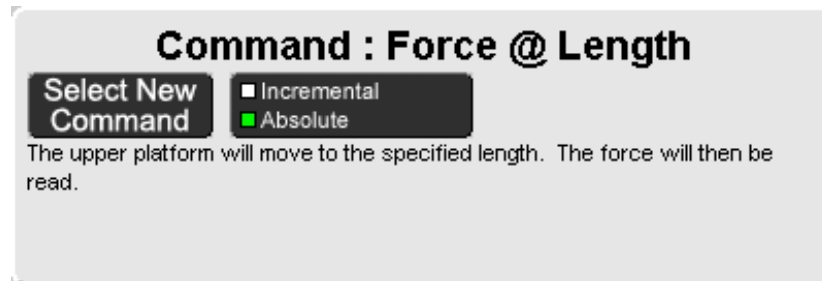 Command : Force @ Length
Select New
Command
Incremental
Absolute
The upper platform will move to the specified length.  The force will then be
read.